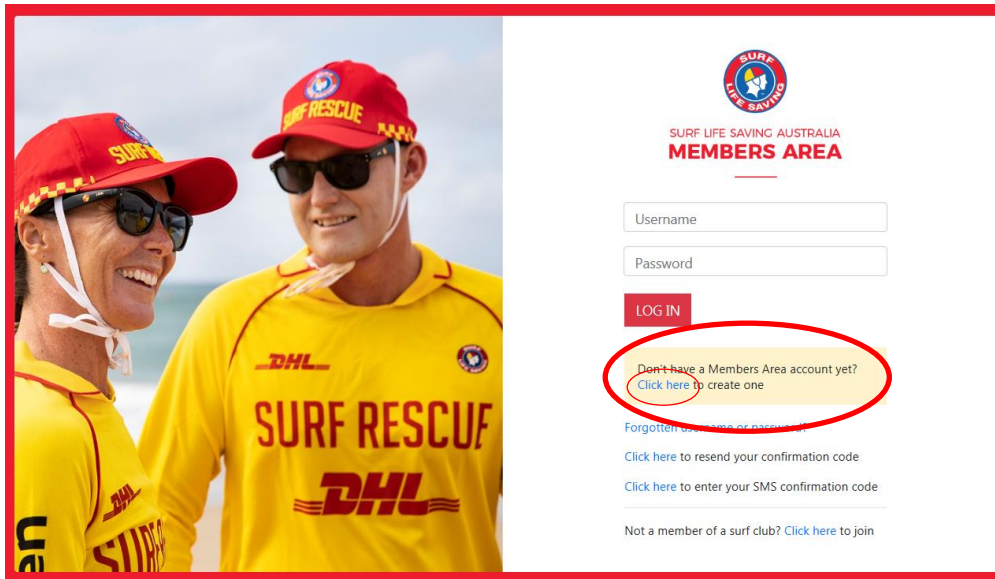 SURF RESCUE
SURF
DHL
SURF RESCUE
DHL
SURF
en
SURF
LIFE SAVING
SURF LIFE SAVING AUSTRALIA
MEMBERS AREA
Username
Password
LOG IN
Don't have a Members Area account yet?
Click here to create one
Forgotten username or password?
Click here to resend your confirmation code
Click here to enter your SMS confirmation code
Not a member of a surf club? Click here to join